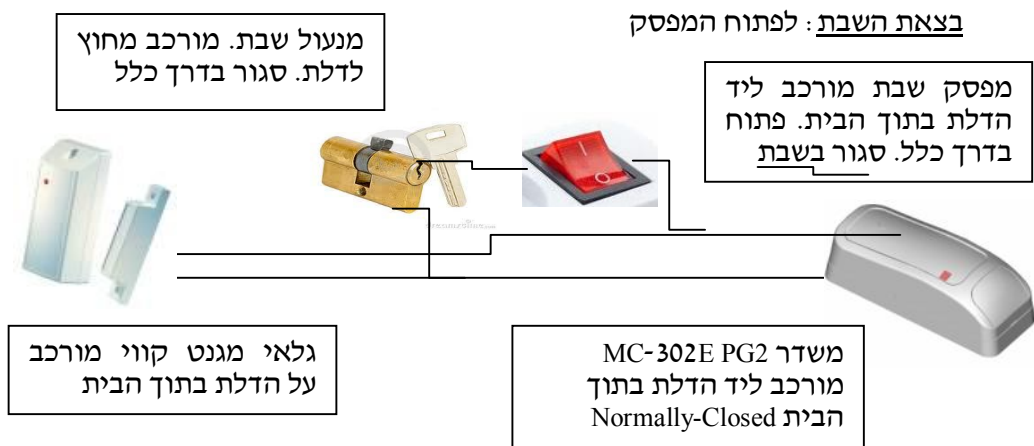 בצאת השבת: לפתוח המפסק
מנעול שבת. מורכב מחוץ
לדלת. סגור בדרך כלל
מפסק שבת מורכב ליד
הדלת בתוך הבית. פתוח
בדרך כלל. סגור בשבת
גלאי מגנט קווי מורכב
על הדלת בתוך הבית
משדר MC-302E PG2
מורכב ליד הדלת בתוך
הבית Normally-Closed